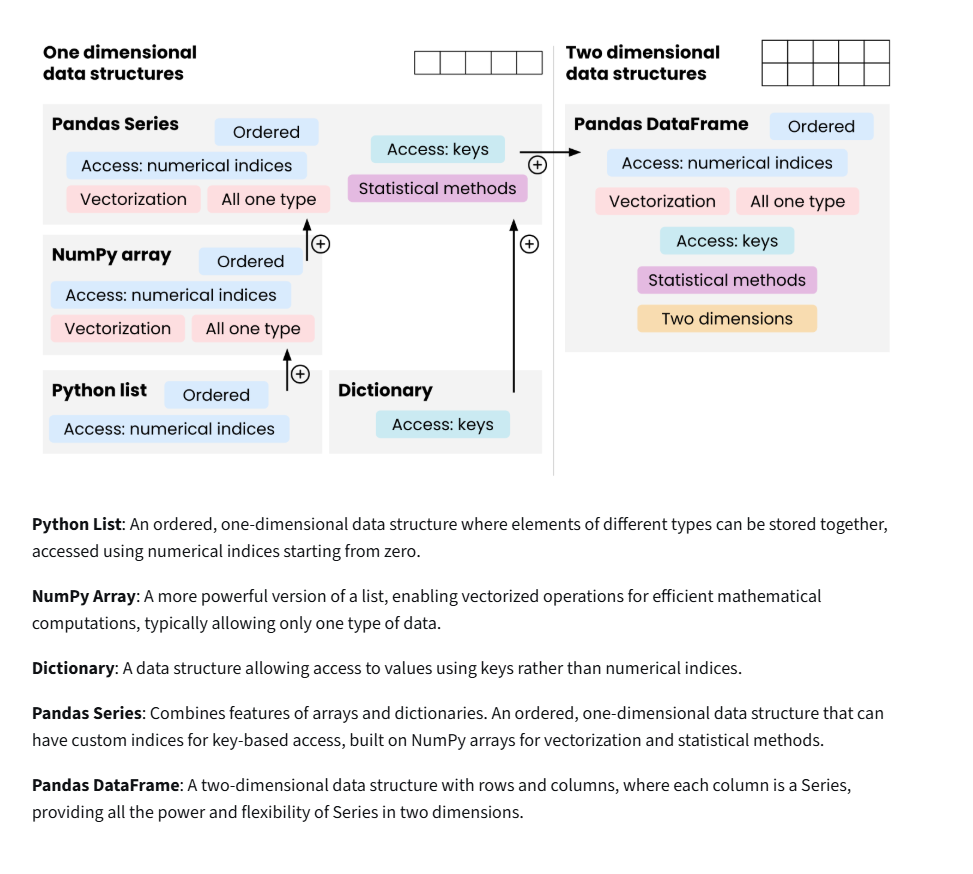 One dimensional
data structures
Two dimensional
data structures
Pandas Series
Ordered
Access: numerical indices
Vectorization
All one type
Access: keys
Statistical methods
Pandas DataFrame
Ordered
Access: numerical indices
Vectorization
All one type
Access: keys
Statistical methods
Two dimensions
NumPy array
Ordered
Access: numerical indices
Vectorization
All one type
Python list
Ordered
Access: numerical indices
Dictionary
Access: keys
Python List: An ordered, one-dimensional data structure where elements of different types can be stored together,
accessed using numerical indices starting from zero.
NumPy Array: A more powerful version of a list, enabling vectorized operations for efficient mathematical
computations, typically allowing only one type of data.
Dictionary: A data structure allowing access to values using keys rather than numerical indices.
Pandas Series: Combines features of arrays and dictionaries. An ordered, one-dimensional data structure that can
have custom indices for key-based access, built on NumPy arrays for vectorization and statistical methods.
Pandas DataFrame: A two-dimensional data structure with rows and columns, where each column is a Series,
providing all the power and flexibility of Series in two dimensions.